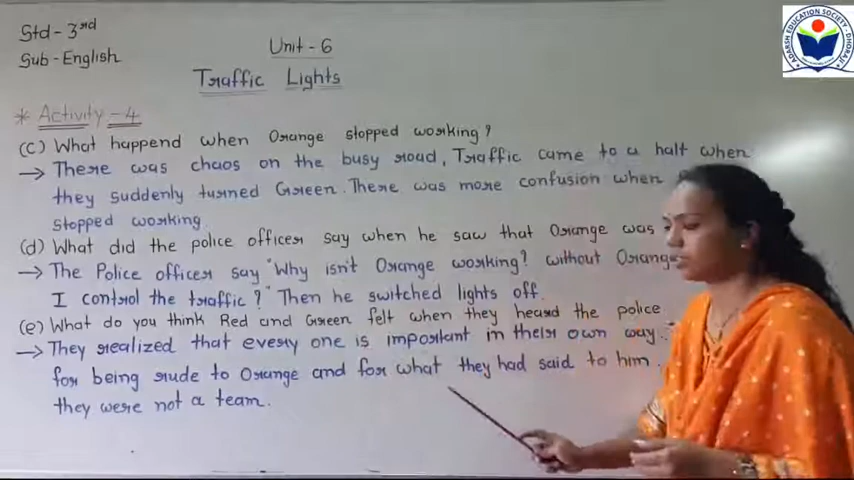 Std-3rd
Sub-English
Unit-6
Traffic Lights
* Activity-4
(c) What happend when Orange stopped working?
→ There was chaos on the busy road, Traffic came to a halt when
they suddenly turned Green. There was more confusion when
stopped working.
(d) What did the police officer say when he saw that Orange was
→ The Police officer say "Why isn't Orange working? without Orange
I control the traffic?" Then he switched lights off.
(e) What do you think Red and Green felt when they heard the police
→ They realized that every one is important in their own way.
for being rude to Orange and for what they had said to him.
they were not a team.
ADARSH EDUCATION SOCIETY-DHORAJI